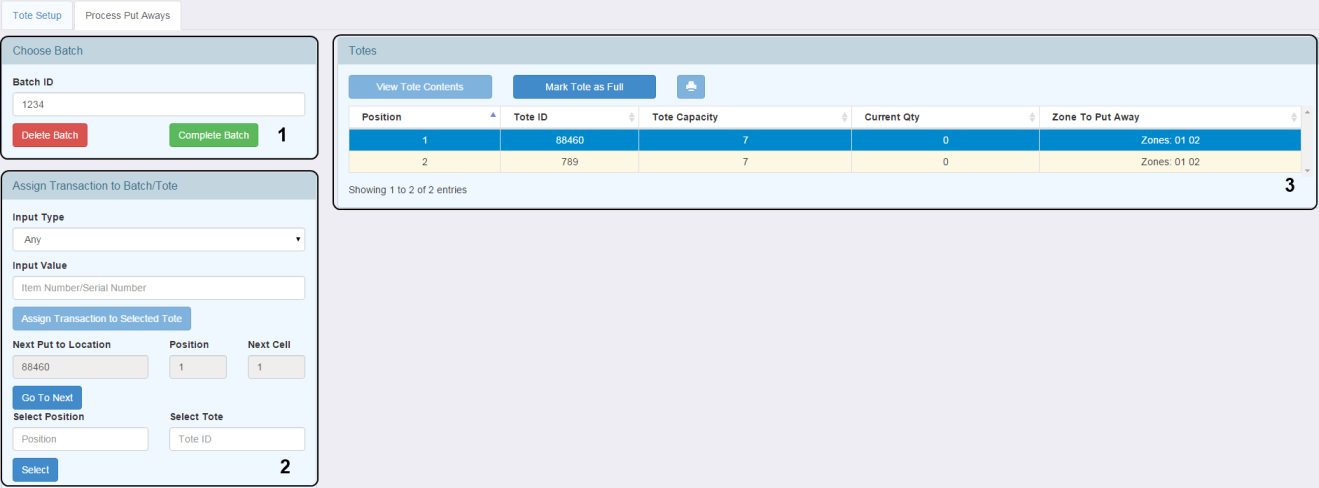 Tote Setup Process Put Aways
Choose Batch
Batch ID
1234
Delete Batch Complete Batch 1
Assign Transaction to Batch/Tote
Input Type
Any
Input Value
Item Number/Serial Number
Assign Transaction to Selected Tote
Next Put to Location Position Next Cell
88460 1 1
Go To Next
Select Position Select Tote
Position Tote ID
Select 2
Totes
View Tote Contents Mark Tote as Full
Position Tote ID Tote Capacity Current Qty Zone To Put Away
1 88460 7 0 Zones: 01 02
2 789 7 0 Zones: 01 02
Showing 1 to 2 of 2 entries 3